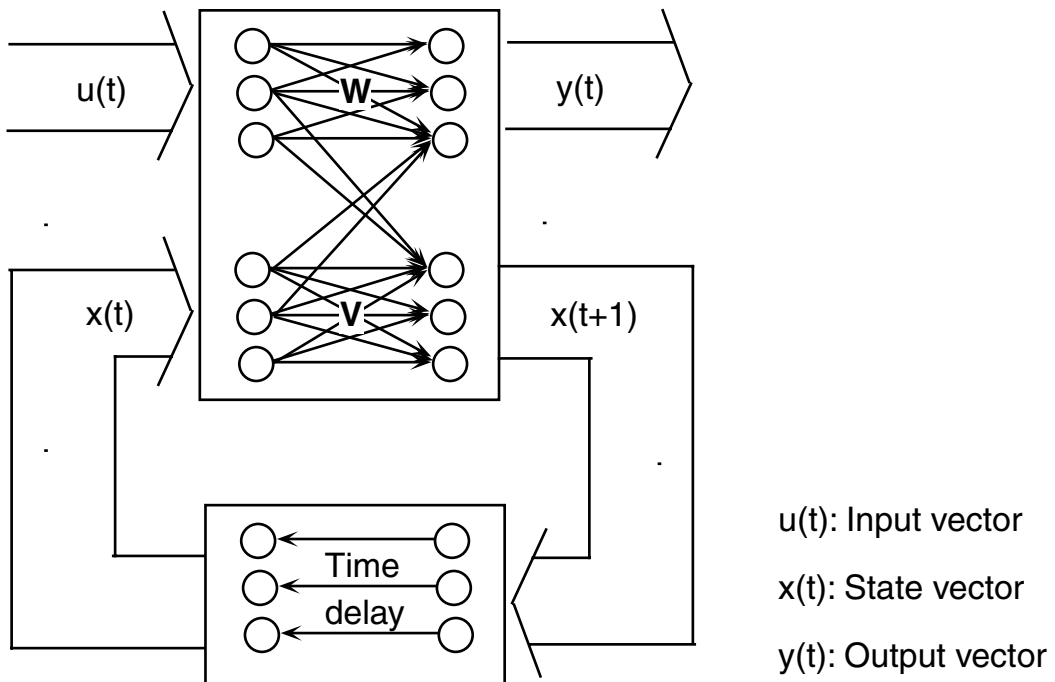 u(t)
W
y(t)
x(t)
V
x(t+1)
Time
delay
u(t): Input vector
x(t): State vector
y(t): Output vector